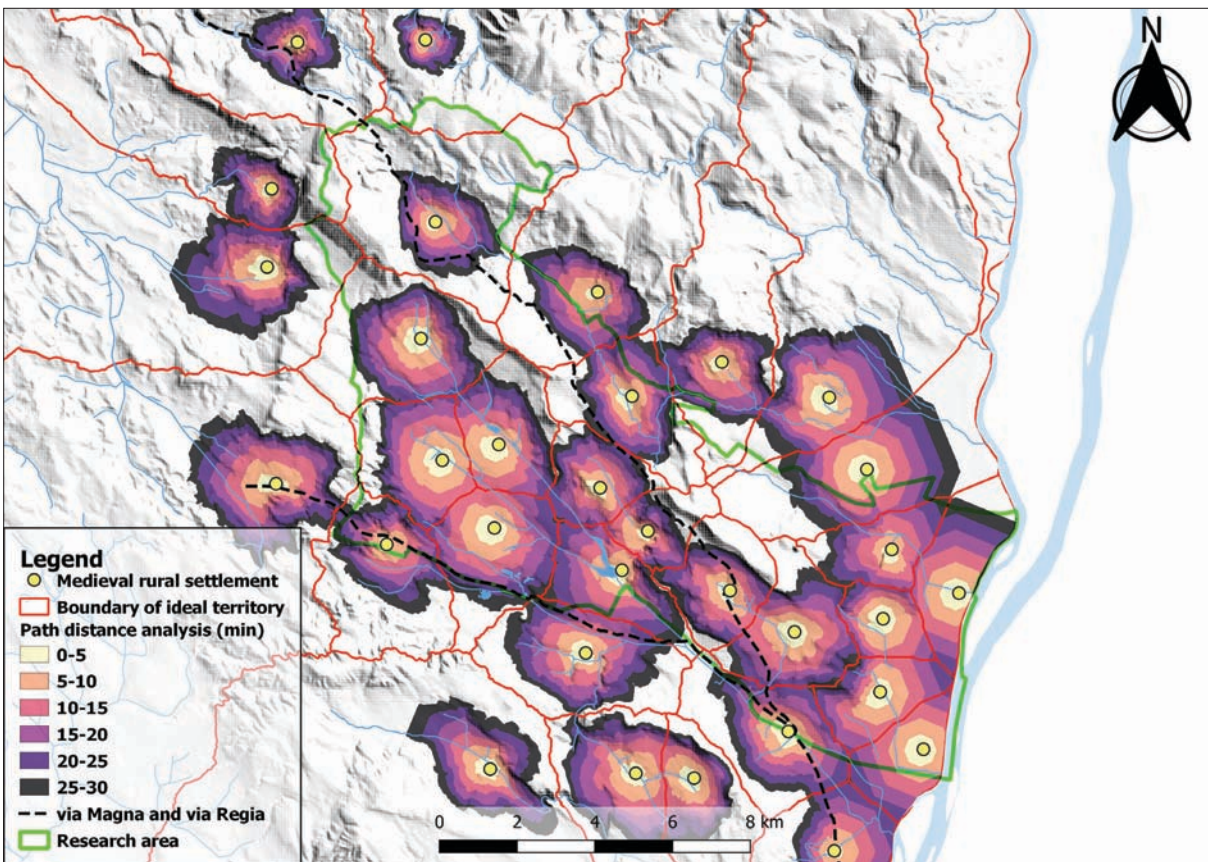 N
Legend
Medieval rural settlement
Boundary of ideal territory
Path distance analysis (min)
0-5
5-10
10-15
15-20
20-25
25-30
via Magna and via Regia
Research area
0 2 4 6 8 km